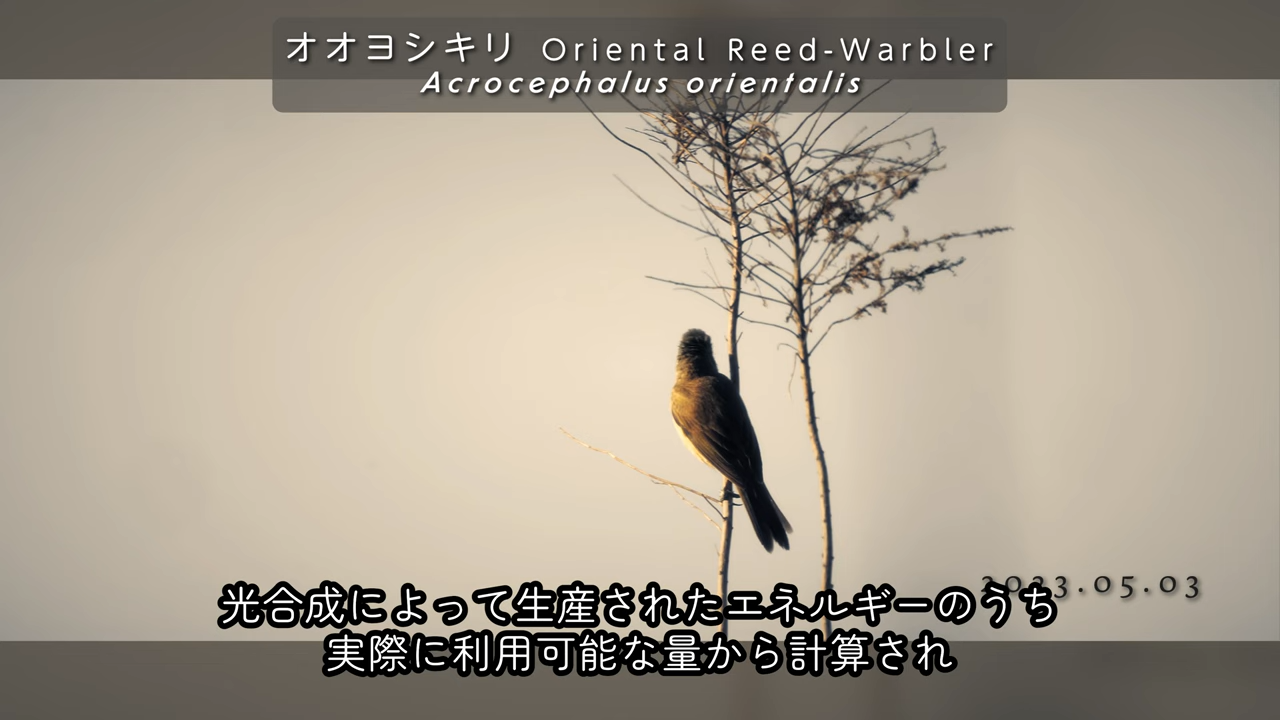 オオヨシキリ Oriental Reed-Warbler
Acrocephalus orientalis
2023.05.03
光合成によって生産されたエネルギーのうち
実際に利用可能な量から計算され